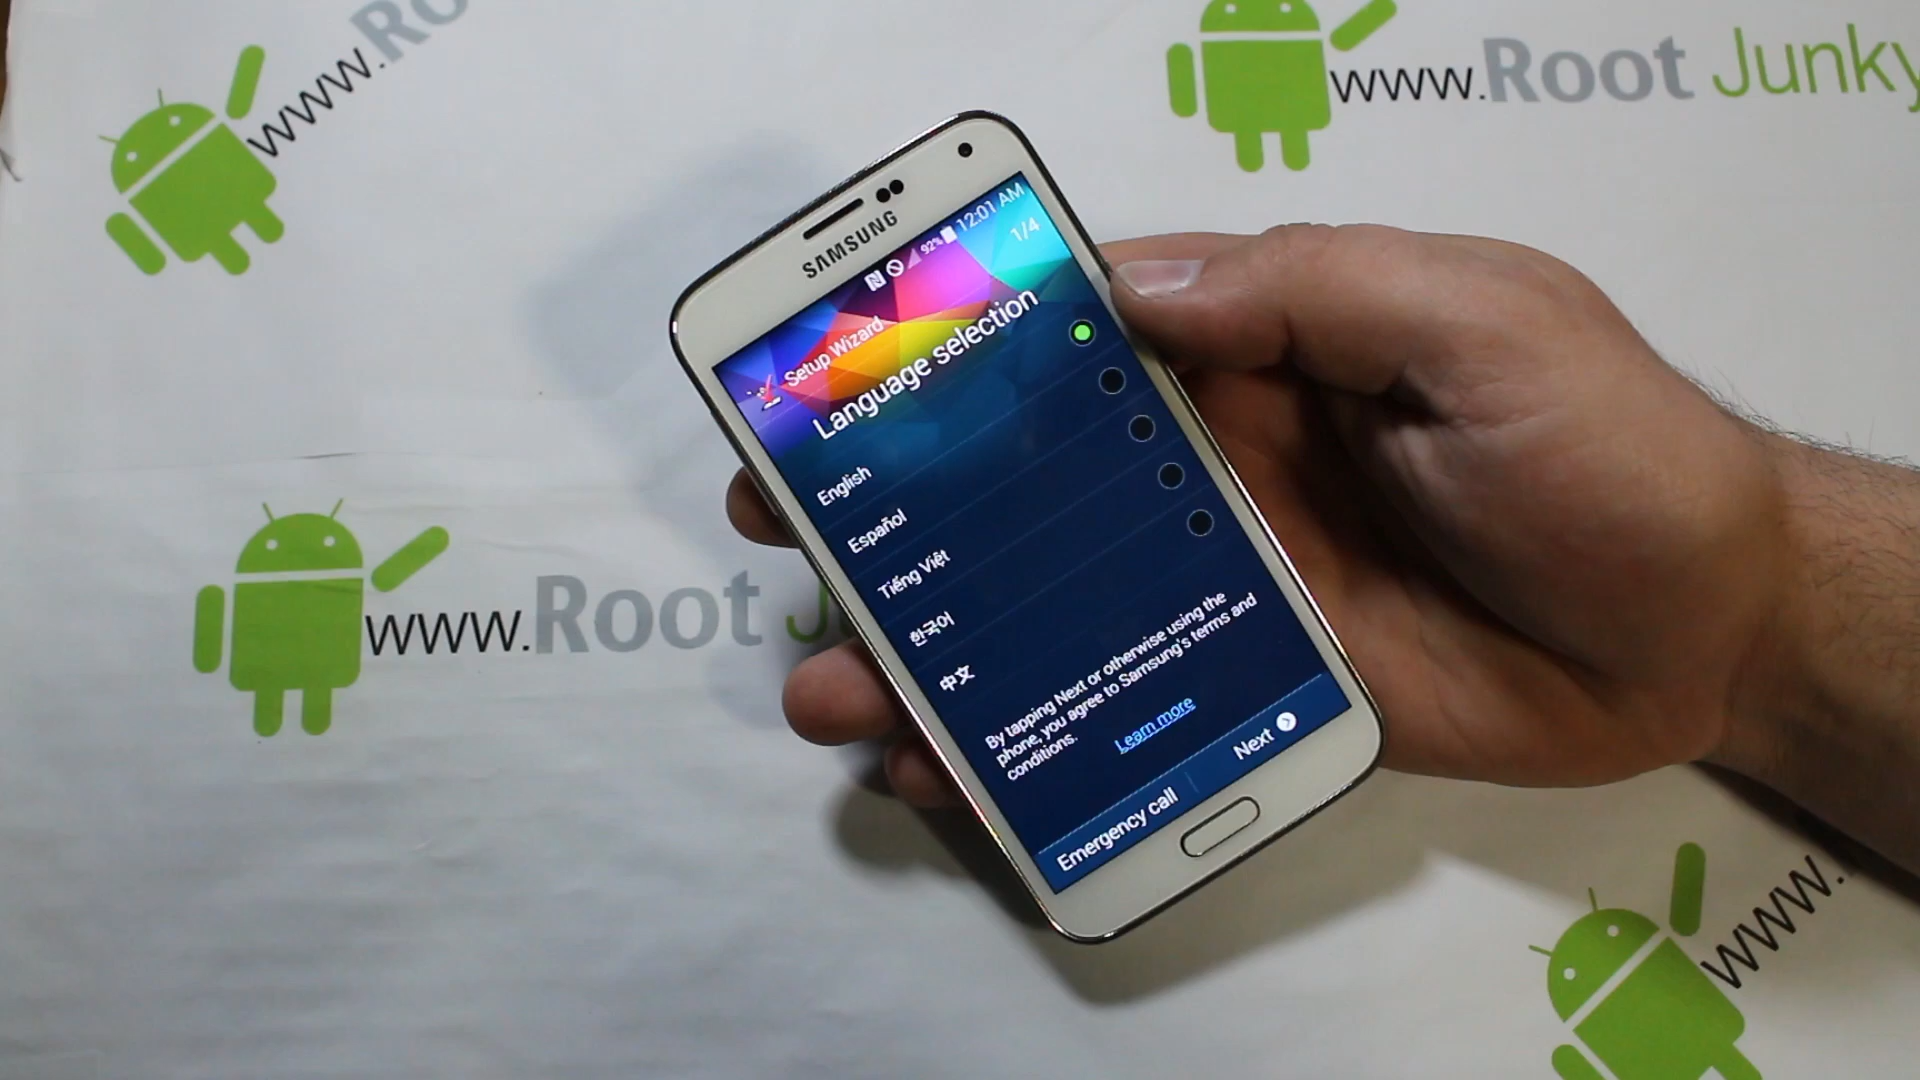 www.Ro
www.Root Junky
SAMSUNG
92% 12:01 AM
Setup Wizard 1/4
Language selection
English
Español
Tiếng Việt
한국어
中文
By tapping Next or otherwise using the
phone, you agree to Samsung's terms and
conditions.
Learn more
Emergency call
Next
www.Root J
www.